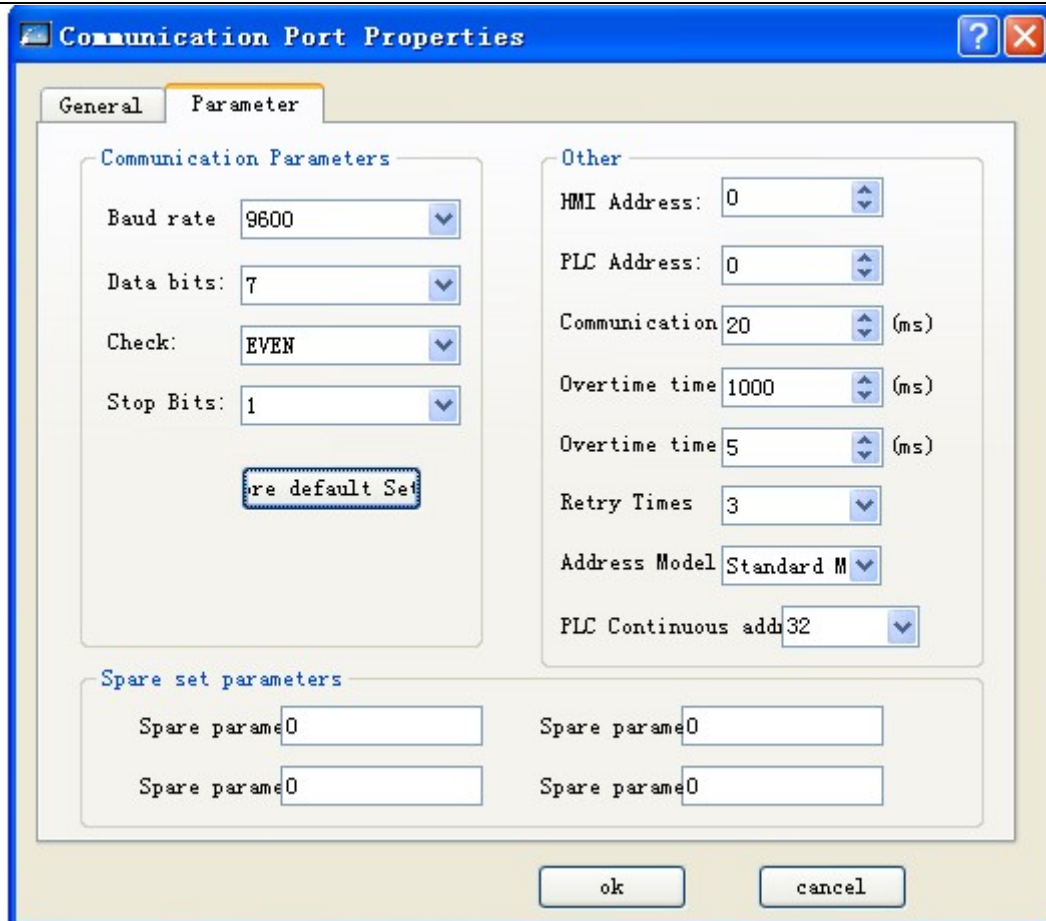 Communication Port Properties
General
Parameter
Communication Parameters
Baud rate 9600
Data bits: 7
Check: EVEN
Stop Bits: 1
re default Set
Other
HMI Address: 0
PLC Address: 0
Communication 20 (ms)
Overtime time 1000 (ms)
Overtime time 5 (ms)
Retry Times 3
Address Model Standard M
PLC Continuous add 32
Spare set parameters
Spare parame 0 Spare parame 0
Spare parame 0 Spare parame 0
ok cancel